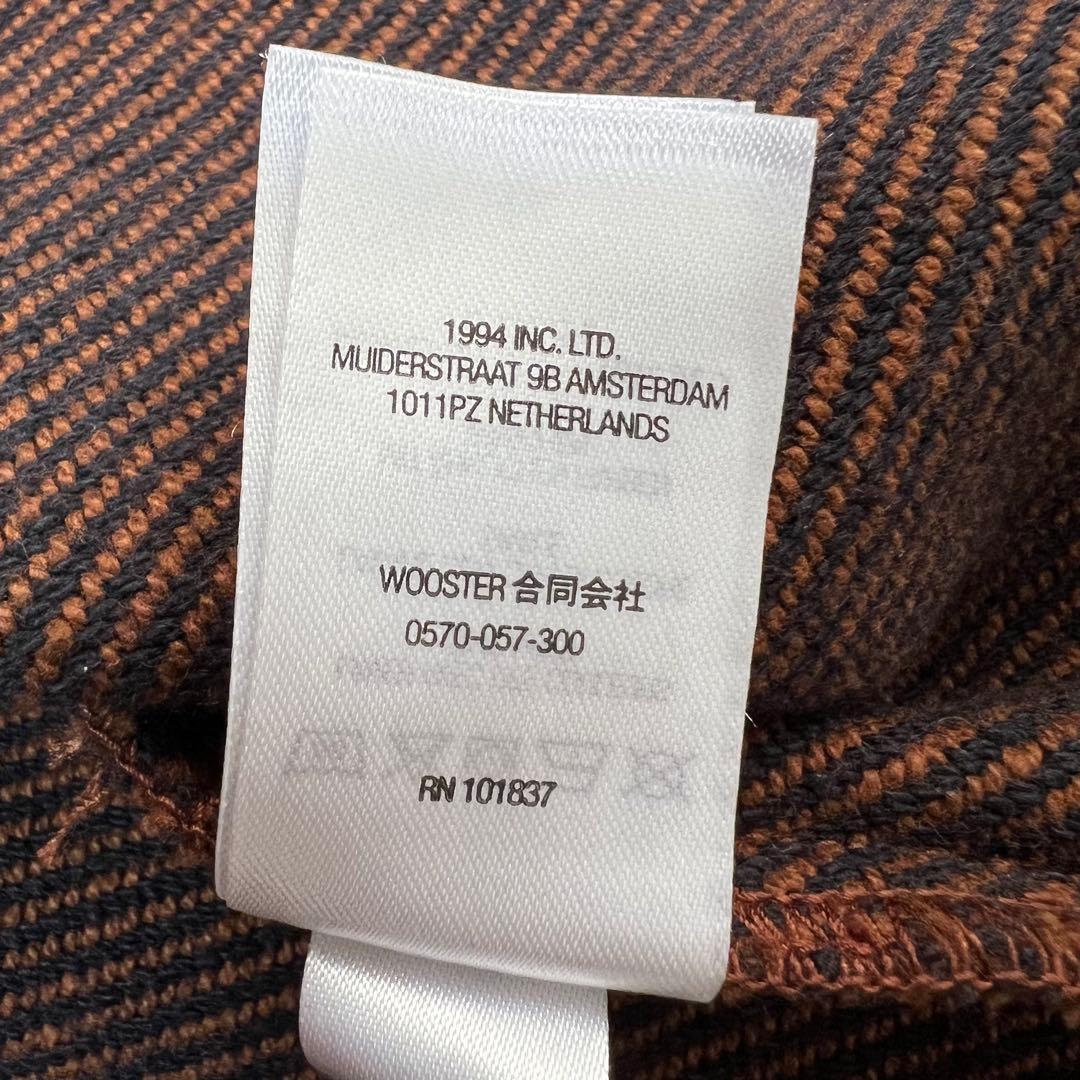 1994 INC. LTD.
MUIDERSTRAAT 9B AMSTERDAM
1011PZ NETHERLANDS
WOOSTER 合同会社
0570-057-300
RN 101837